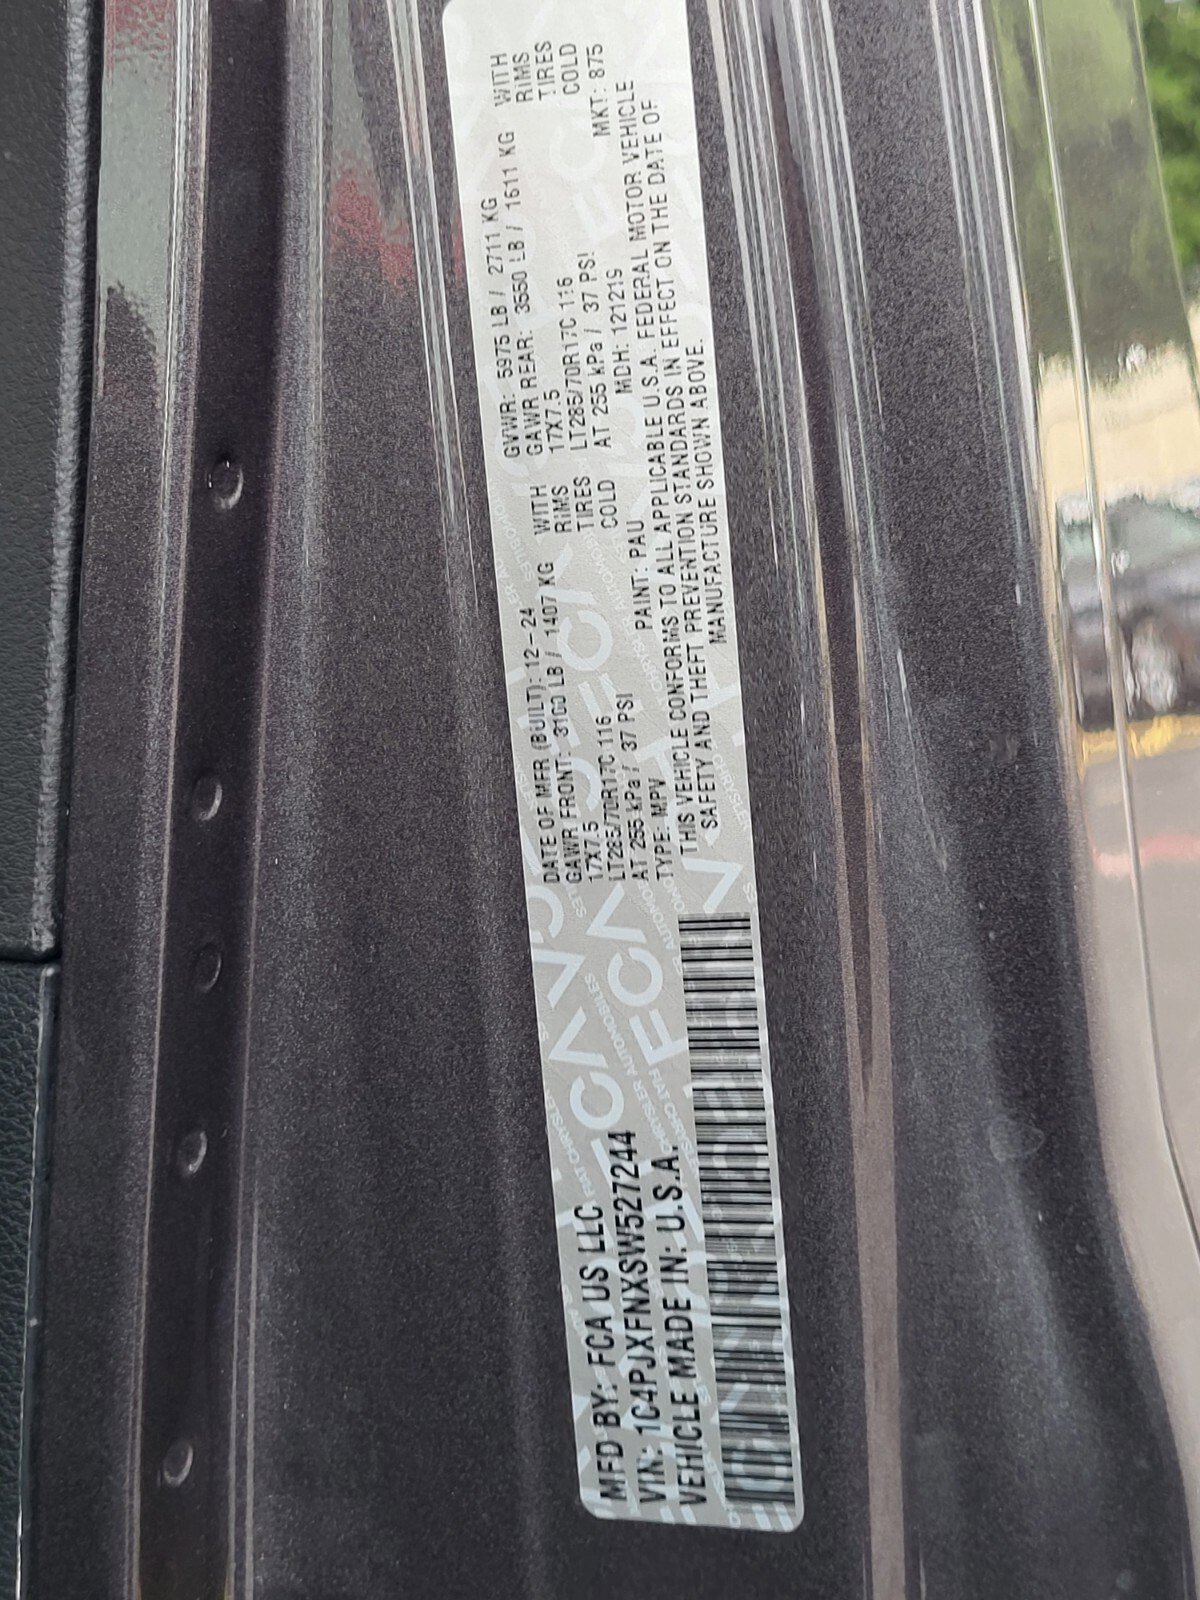 MFD BY: FCA US LLC
VIN: 1C4PJXFNXSW527244
VEHICLE MADE IN: U.S.A.
DATE OF MFR (BUILT): 12-24
GVWR: 5975 LB / 2711 KG
GAWR FRONT: 3100 LB / 1407 KG WITH
GAWR REAR: 3550 LB / 1611 KG WITH
17X7.5 RIMS
17X7.5 RIMS
LT285/70R17C 116 TIRES
LT285/70R17C 116 TIRES
AT 255 kPa / 37 PSI COLD
AT 255 kPa / 37 PSI COLD
TYPE: MPV PAINT: PAU MDH: 121219 MKT: 875
THIS VEHICLE CONFORMS TO ALL APPLICABLE U.S.A. FEDERAL MOTOR VEHICLE
SAFETY AND THEFT PREVENTION STANDARDS IN EFFECT ON THE DATE OF
MANUFACTURE SHOWN ABOVE.
FCA
FIAT CHRYSLER AUTOMOBILES